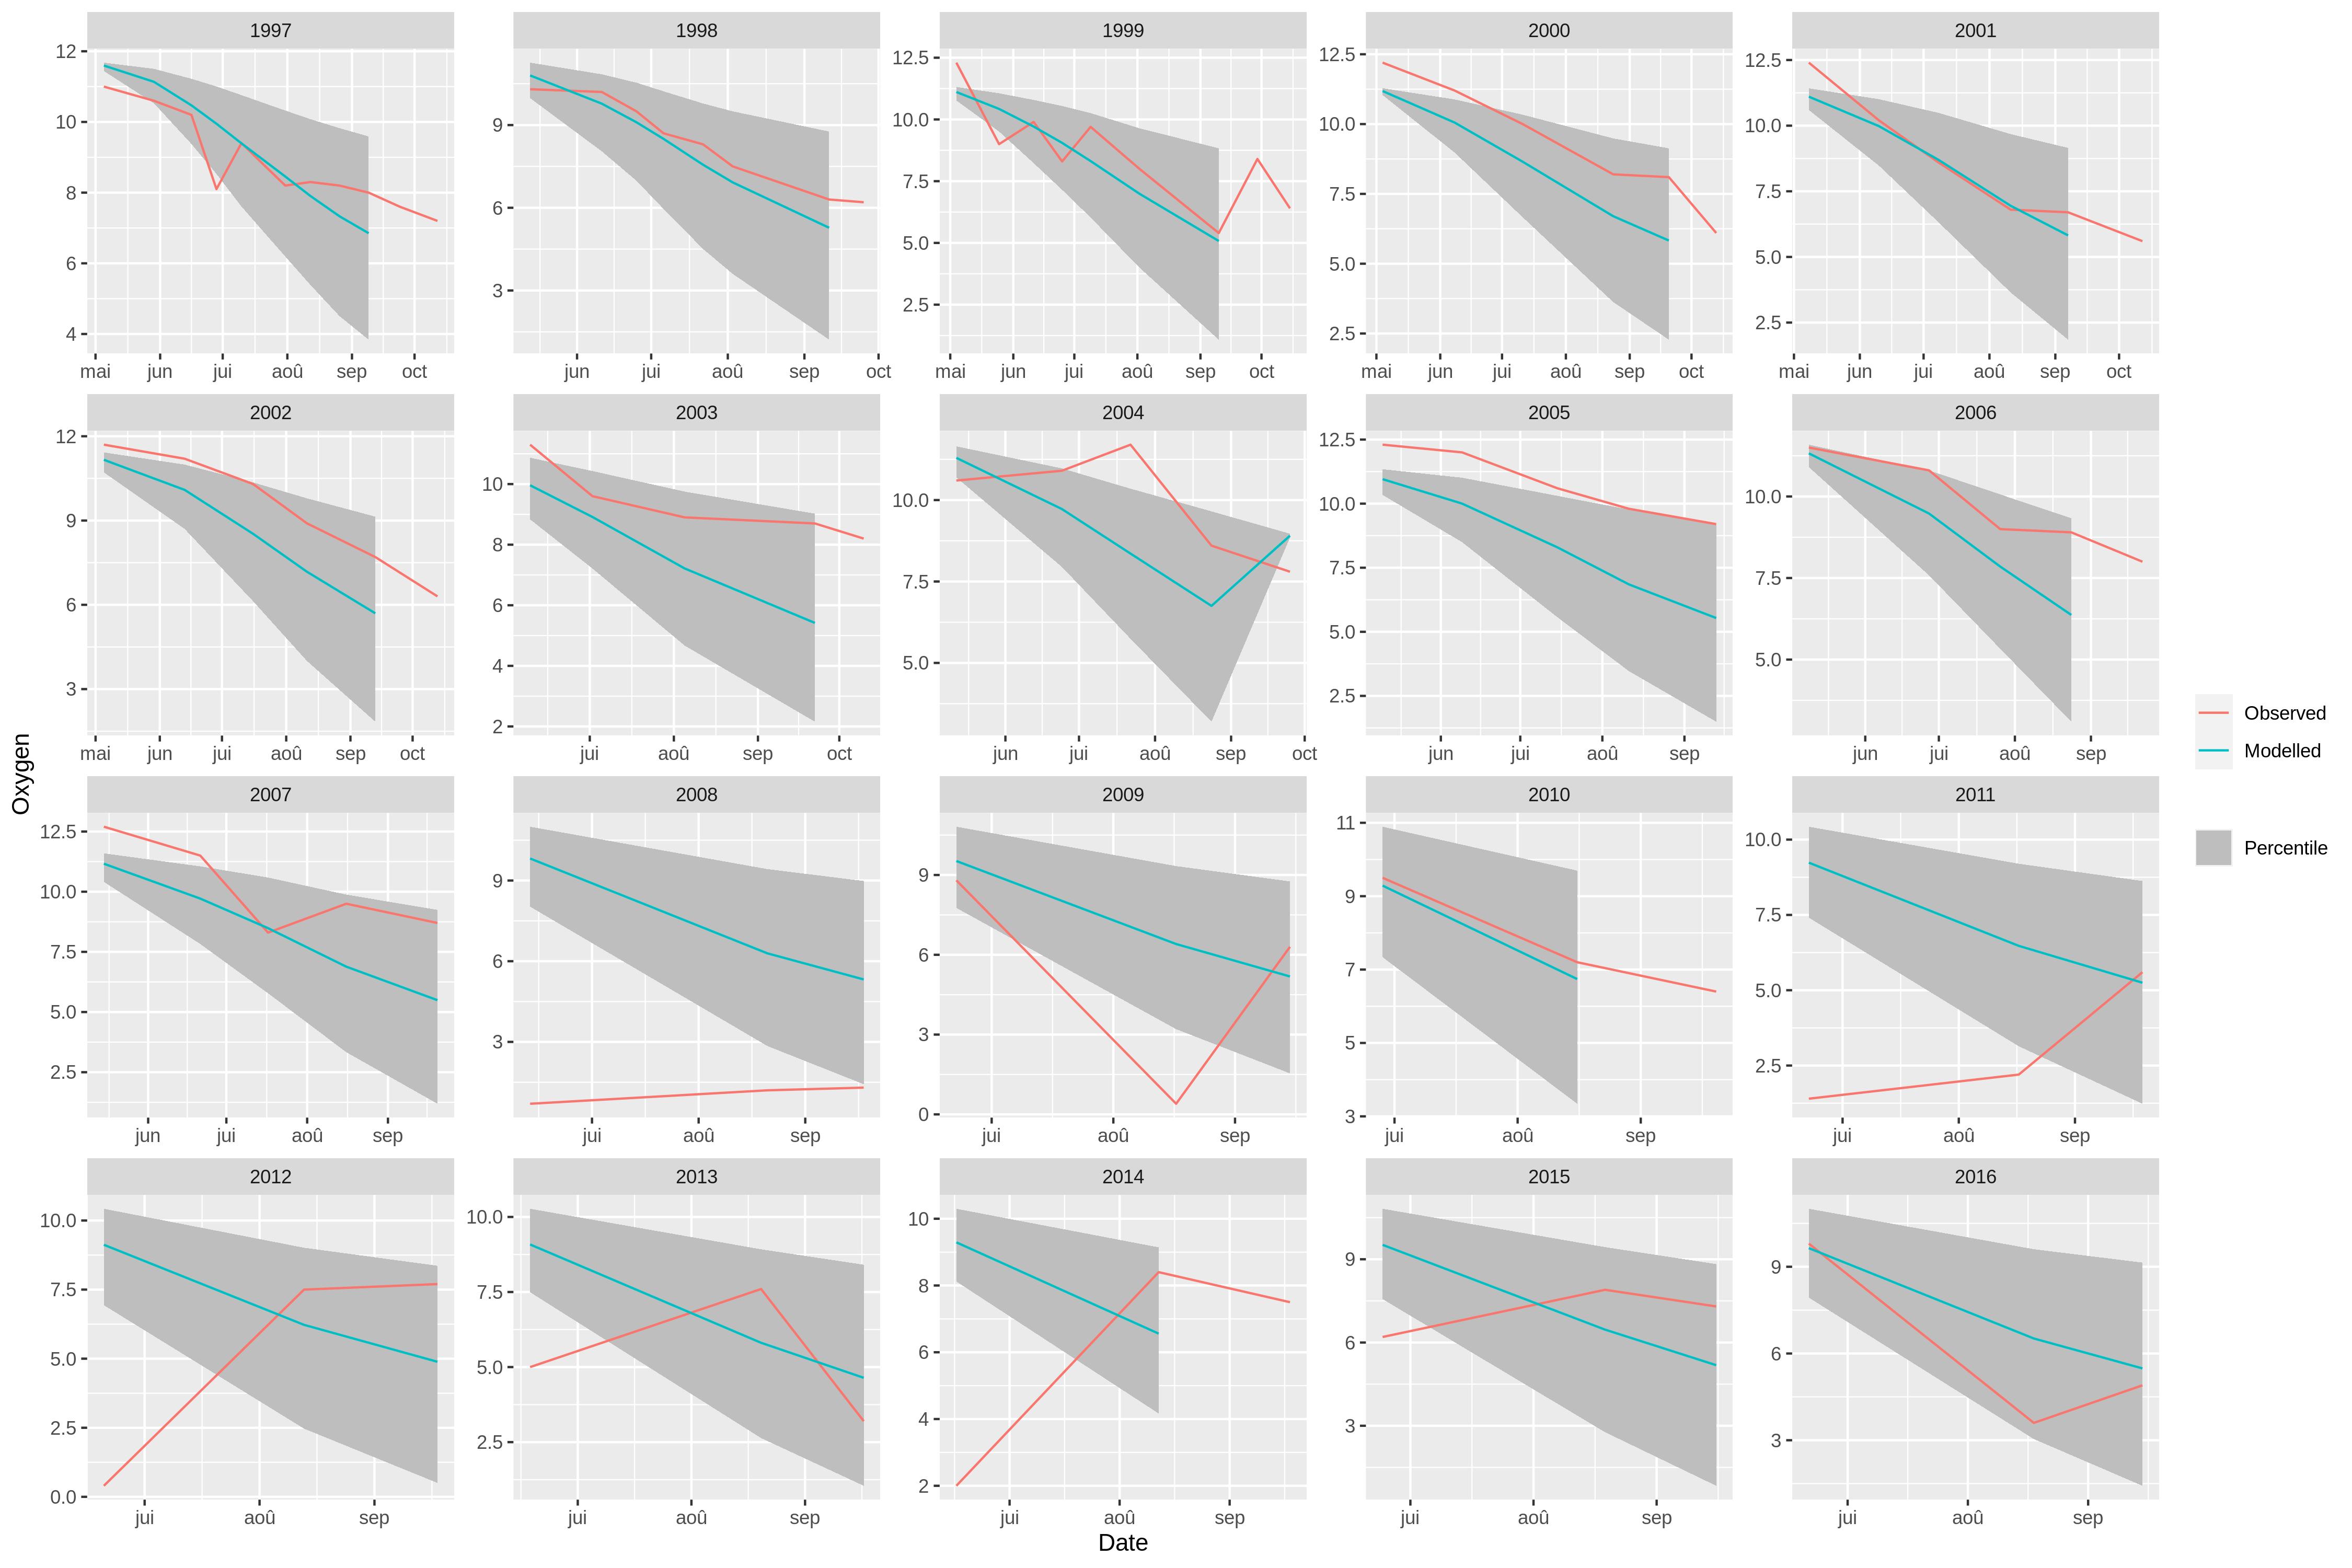 1997 1998 1999 2000 2001
12 10 8 6 4
mai jun jui aoû sep oct
9 6 3
jun jui aoû sep oct
12.5 10.0 7.5 5.0 2.5
mai jun jui aoû sep oct
12.5 10.0 7.5 5.0 2.5
mai jun jui aoû sep oct
12.5 10.0 7.5 5.0 2.5
mai jun jui aoû sep oct
2002 2003 2004 2005 2006
12 9 6 3
mai jun jui aoû sep oct
10 8 6 4 2
jui aoû sep oct
10.0 7.5 5.0
jun jui aoû sep oct
12.5 10.0 7.5 5.0 2.5
jun jui aoû sep
10.0 7.5 5.0
jun jui aoû sep
Oxygen
Observed
Modelled
Percentile
2007 2008 2009 2010 2011
12.5 10.0 7.5 5.0 2.5
jun jui aoû sep
9 6 3
jui aoû sep
9 6 3 0
jui aoû sep
11 9 7 5 3
jui aoû sep
10.0 7.5 5.0 2.5
jui aoû sep
2012 2013 2014 2015 2016
10.0 7.5 5.0 2.5 0.0
jui aoû sep
10.0 7.5 5.0 2.5
jui aoû sep
10 8 6 4 2
jui aoû sep
9 6 3
jui aoû sep
9 6 3
jui aoû sep
Date